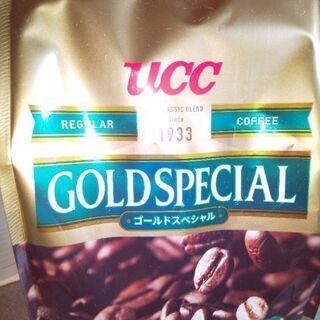 UCC
CLASSIC BLEND
REGULAR Since COFFEE
1933
GOLD SPECIAL
ゴールドスペシャル